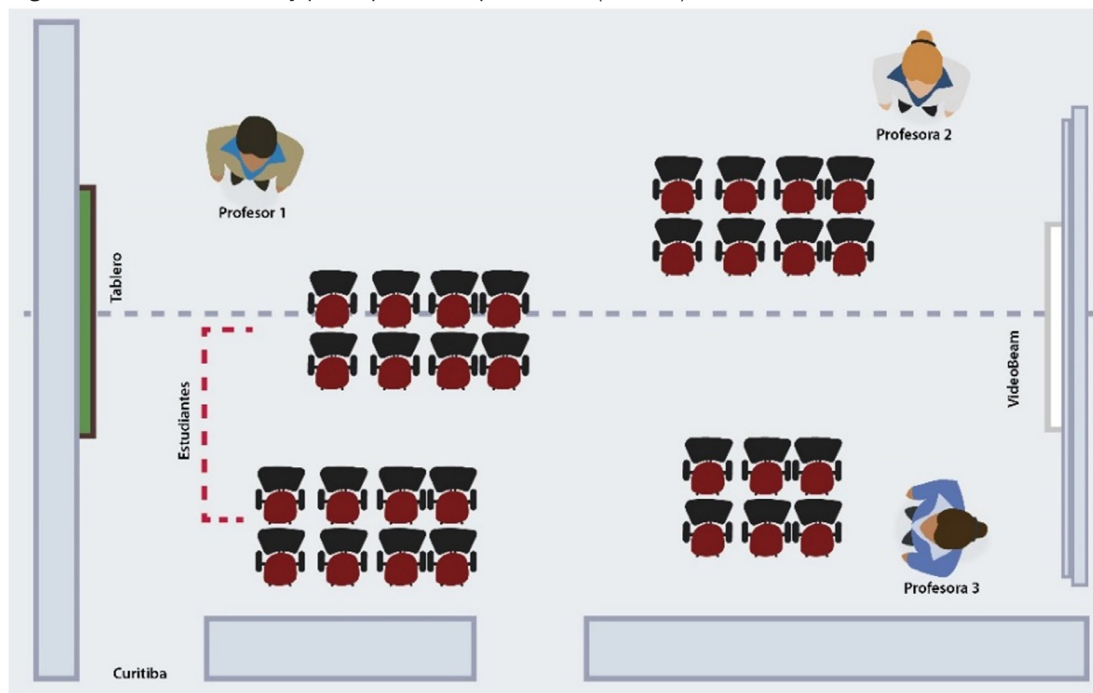 Profesora 2
Profesor 1
Tablero
Estudiantes
VideoBeam
Profesora 3
Curitiba